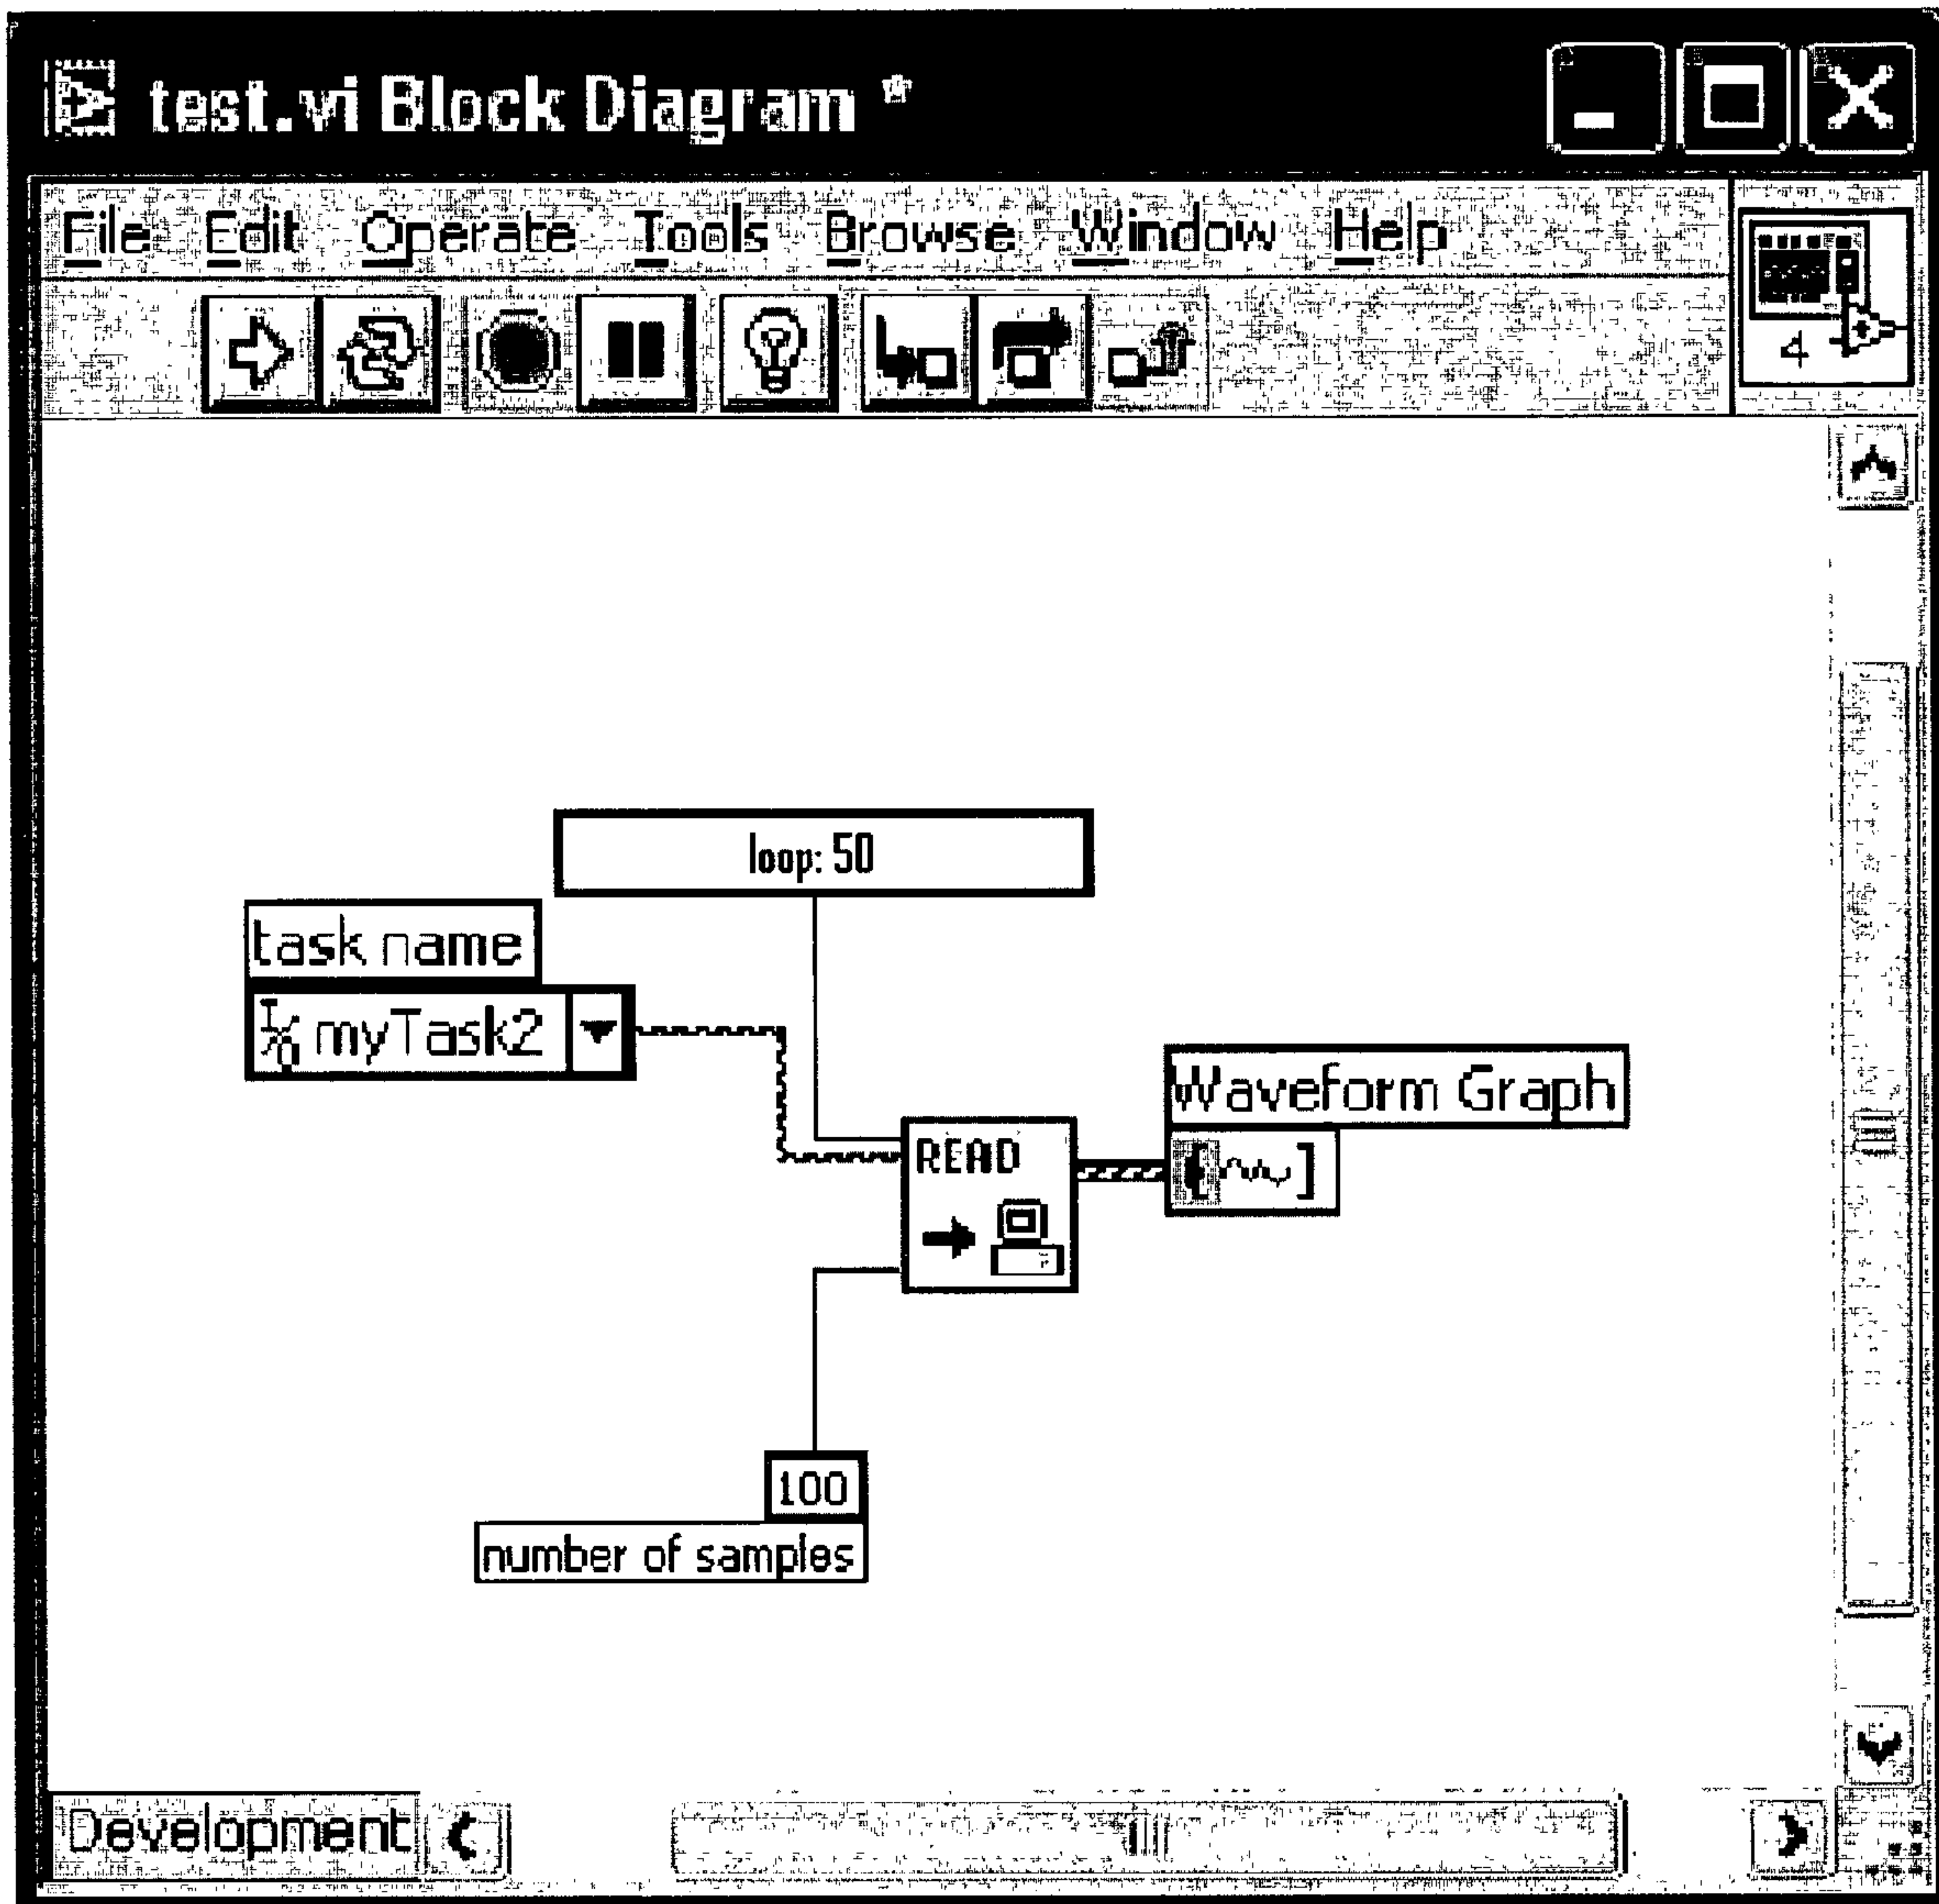 test.vi Block Diagram *
File Edit Operate Tools Browse Window Help
4
loop: 50
task name
I/O myTask2
Waveform Graph
READ
100
number of samples
Development